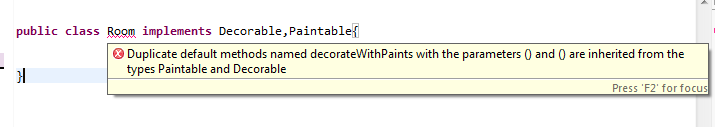 public class Room implements Decorable,Paintable{
Duplicate default methods named decorateWithPaints with the parameters () and () are inherited from the
types Paintable and Decorable
Press 'F2' for focus
}